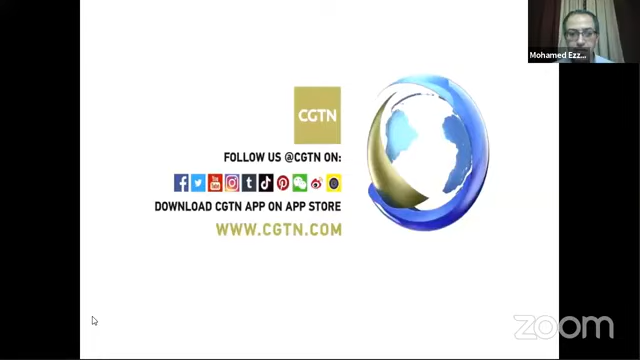 Mohamed Ezz...
CGTN
FOLLOW US @CGTN ON:
DOWNLOAD CGTN APP ON APP STORE
WWW.CGTN.COM
zoom